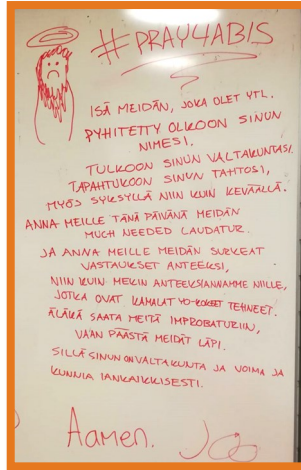 #PRAY4ABIS
ISÄ MEIDÄN, JOKA OLET YTL.
PYHITETTY OLKOON SINUN
NIMESI.
TULKOON SINUN VALTAKUNTASI,
TAPAHTUKOON SINUN TAHTOSI,
MYÖS SYKSYLLÄ NIIN KUIN KEVÄÄLLÄ.
ANNA MEILLE TÄNÄ PÄIVÄNÄ MEIDÄN
MUCH NEEDED LAUDATUR.
JA ANNA MEILLE MEIDÄN SURKEAT
VASTAUKSET ANTEEKSI,
NIIN KUIN MEKIN ANTEEKSIANNAMME NIILLE,
JOTKA OVAT KAMALAT YO-KOKEET TEHNEET.
ÄLÄKÄ SAATA MEITÄ IMPROBATURIIN,
VAAN PÄÄSTÄ MEIDÄT LÄPI.
SILLÄ SINUN ON VALTAKUNTA JA VOIMA JA
KUNNIA IANKAIKKISESTI.
Aamen.